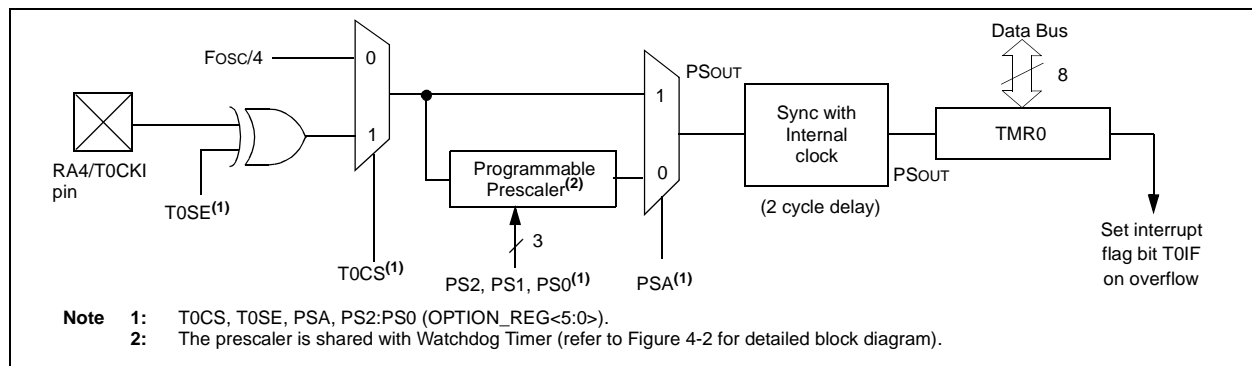 Data Bus
FOSC/4
0
PSOUT
8
1
Sync with
Internal
clock
TMR0
1
RA4/T0CKI
pin
Programmable
Prescaler(2)
0
PSOUT
T0SE(1)
(2 cycle delay)
3
Set interrupt
flag bit T0IF
on overflow
T0CS(1)
PS2, PS1, PS0(1)
PSA(1)
Note 1: T0CS, T0SE, PSA, PS2:PS0 (OPTION_REG<5:0>).
2: The prescaler is shared with Watchdog Timer (refer to Figure 4-2 for detailed block diagram).